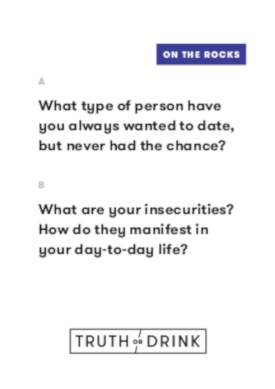 ON THE ROCKS
A
What type of person have
you always wanted to date,
but never had the chance?
B
What are your insecurities?
How do they manifest in
your day-to-day life?
TRUTH OR DRINK